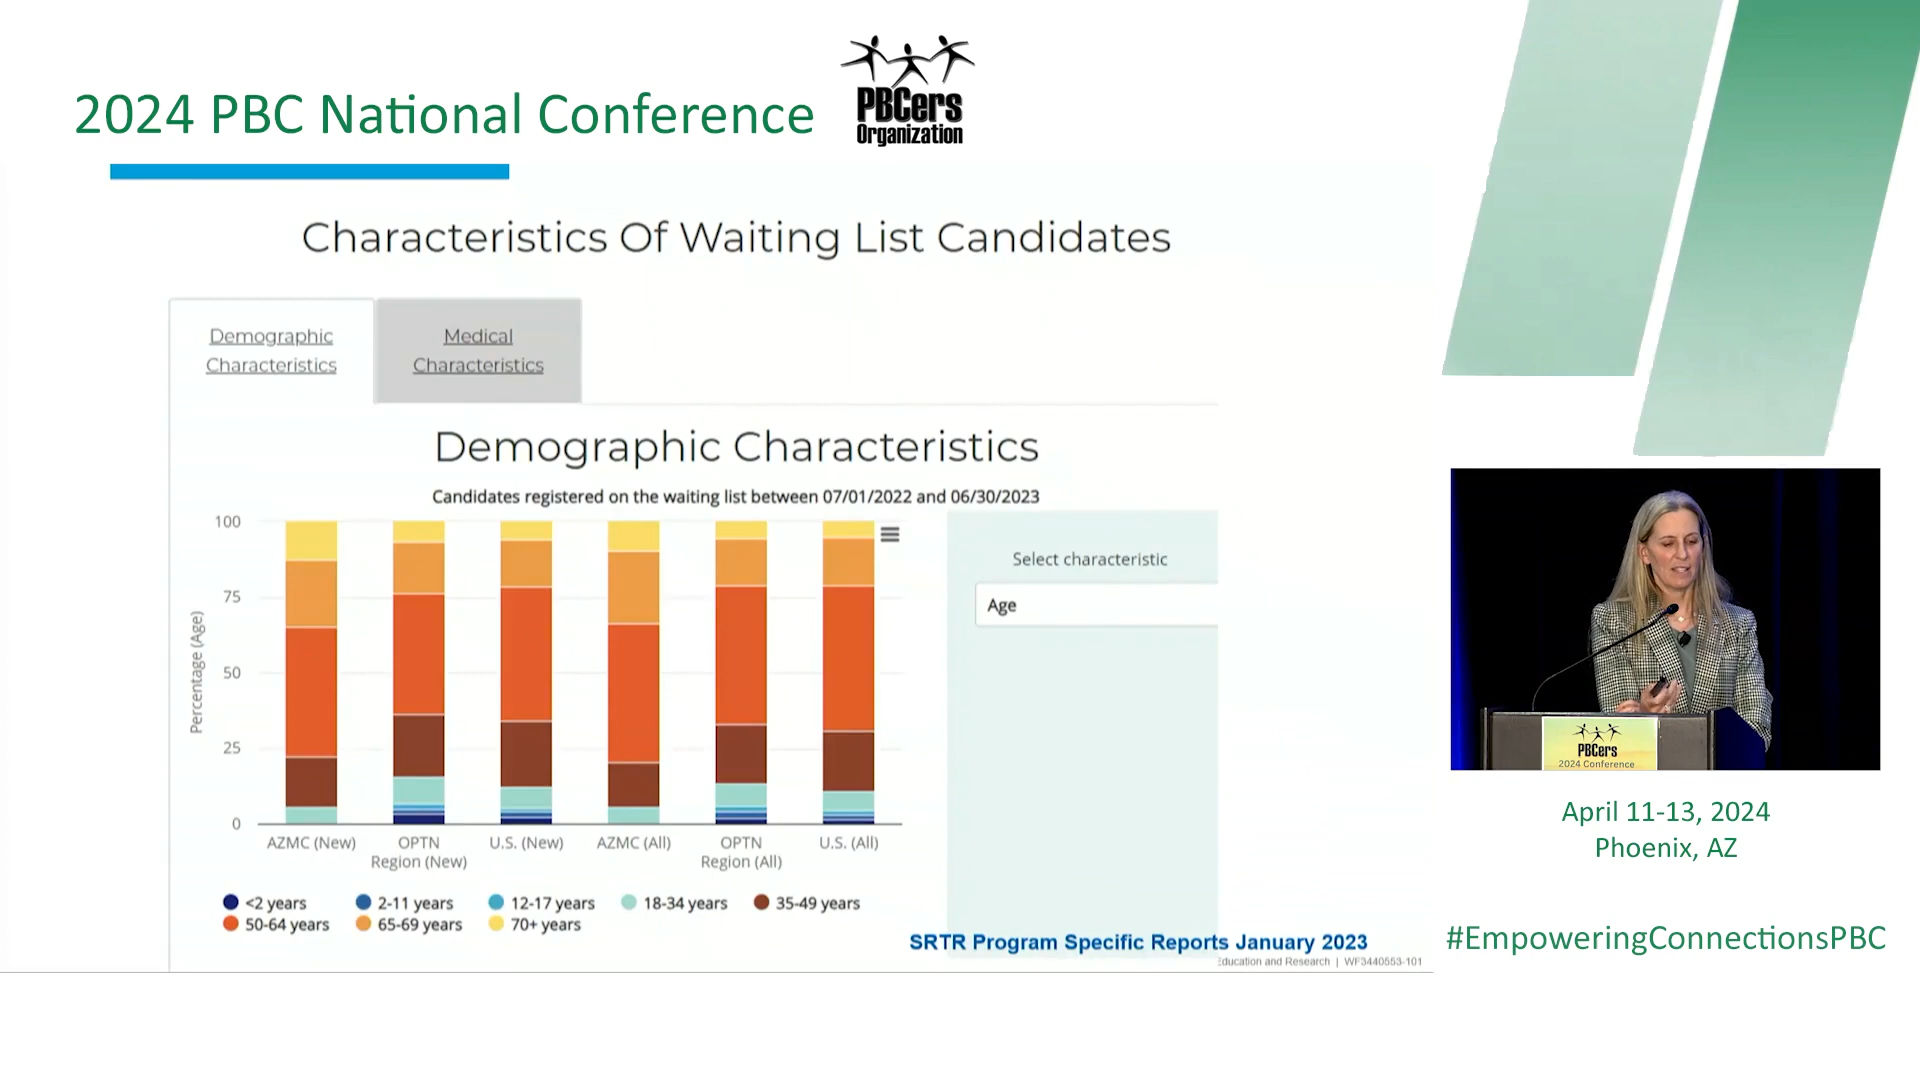 2024 PBC National Conference
PBCers
Organization
Characteristics Of Waiting List Candidates
Demographic
Characteristics
Medical
Characteristics
Demographic Characteristics
Candidates registered on the waiting list between 07/01/2022 and 06/30/2023
100
75
50
25
0
Percentage (Age)
AZMC (New)
OPTN
Region (New)
U.S. (New)
AZMC (All)
OPTN
Region (All)
U.S. (All)
<2 years
2-11 years
12-17 years
18-34 years
35-49 years
50-64 years
65-69 years
70+ years
Select characteristic
Age
SRTR Program Specific Reports January 2023
Education and Research | WF3440553-101
PBCers
2024 Conference
April 11-13, 2024
Phoenix, AZ
#EmpoweringConnectionsPBC